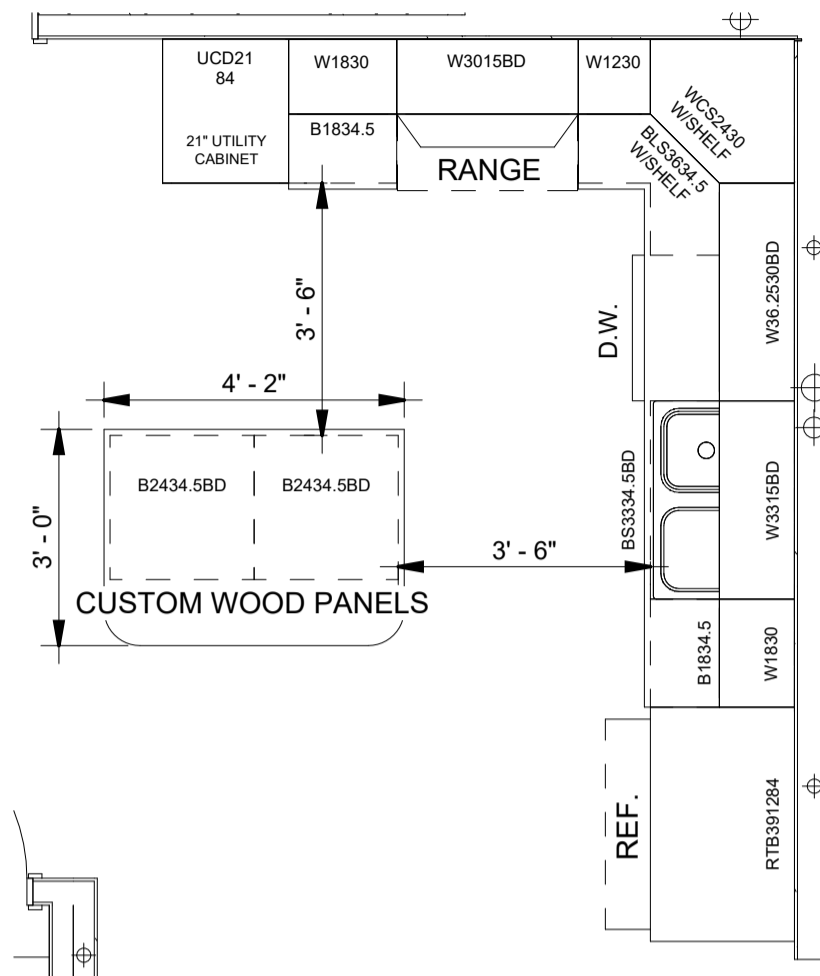 UCD21
84
21" UTILITY
CABINET
W1830
B1834.5
W3015BD
RANGE
W1230
WCS2430
W/SHELF
BLS3634.5
W/SHELF
3' - 6"
D.W.
W36.2530BD
4' - 2"
3' - 0"
B2434.5BD
B2434.5BD
CUSTOM WOOD PANELS
3' - 6"
BS3334.5BD
W3315BD
B1834.5
W1830
REF.
RTB391284